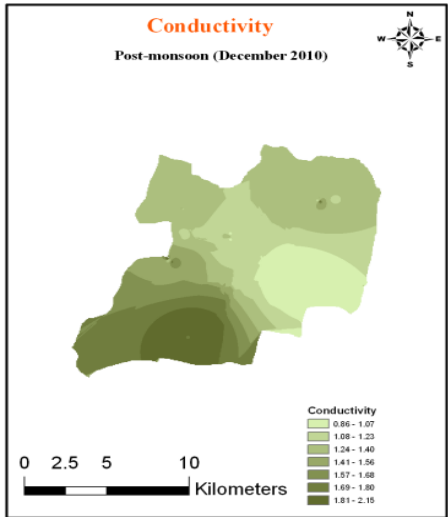 Conductivity
Post-monsoon (December 2010)
N
W E
S
Conductivity
0.86 - 1.07
1.08 - 1.23
1.24 - 1.40
1.41 - 1.56
1.57 - 1.68
1.69 - 1.80
1.81 - 2.15
0 2.5 5 10
Kilometers